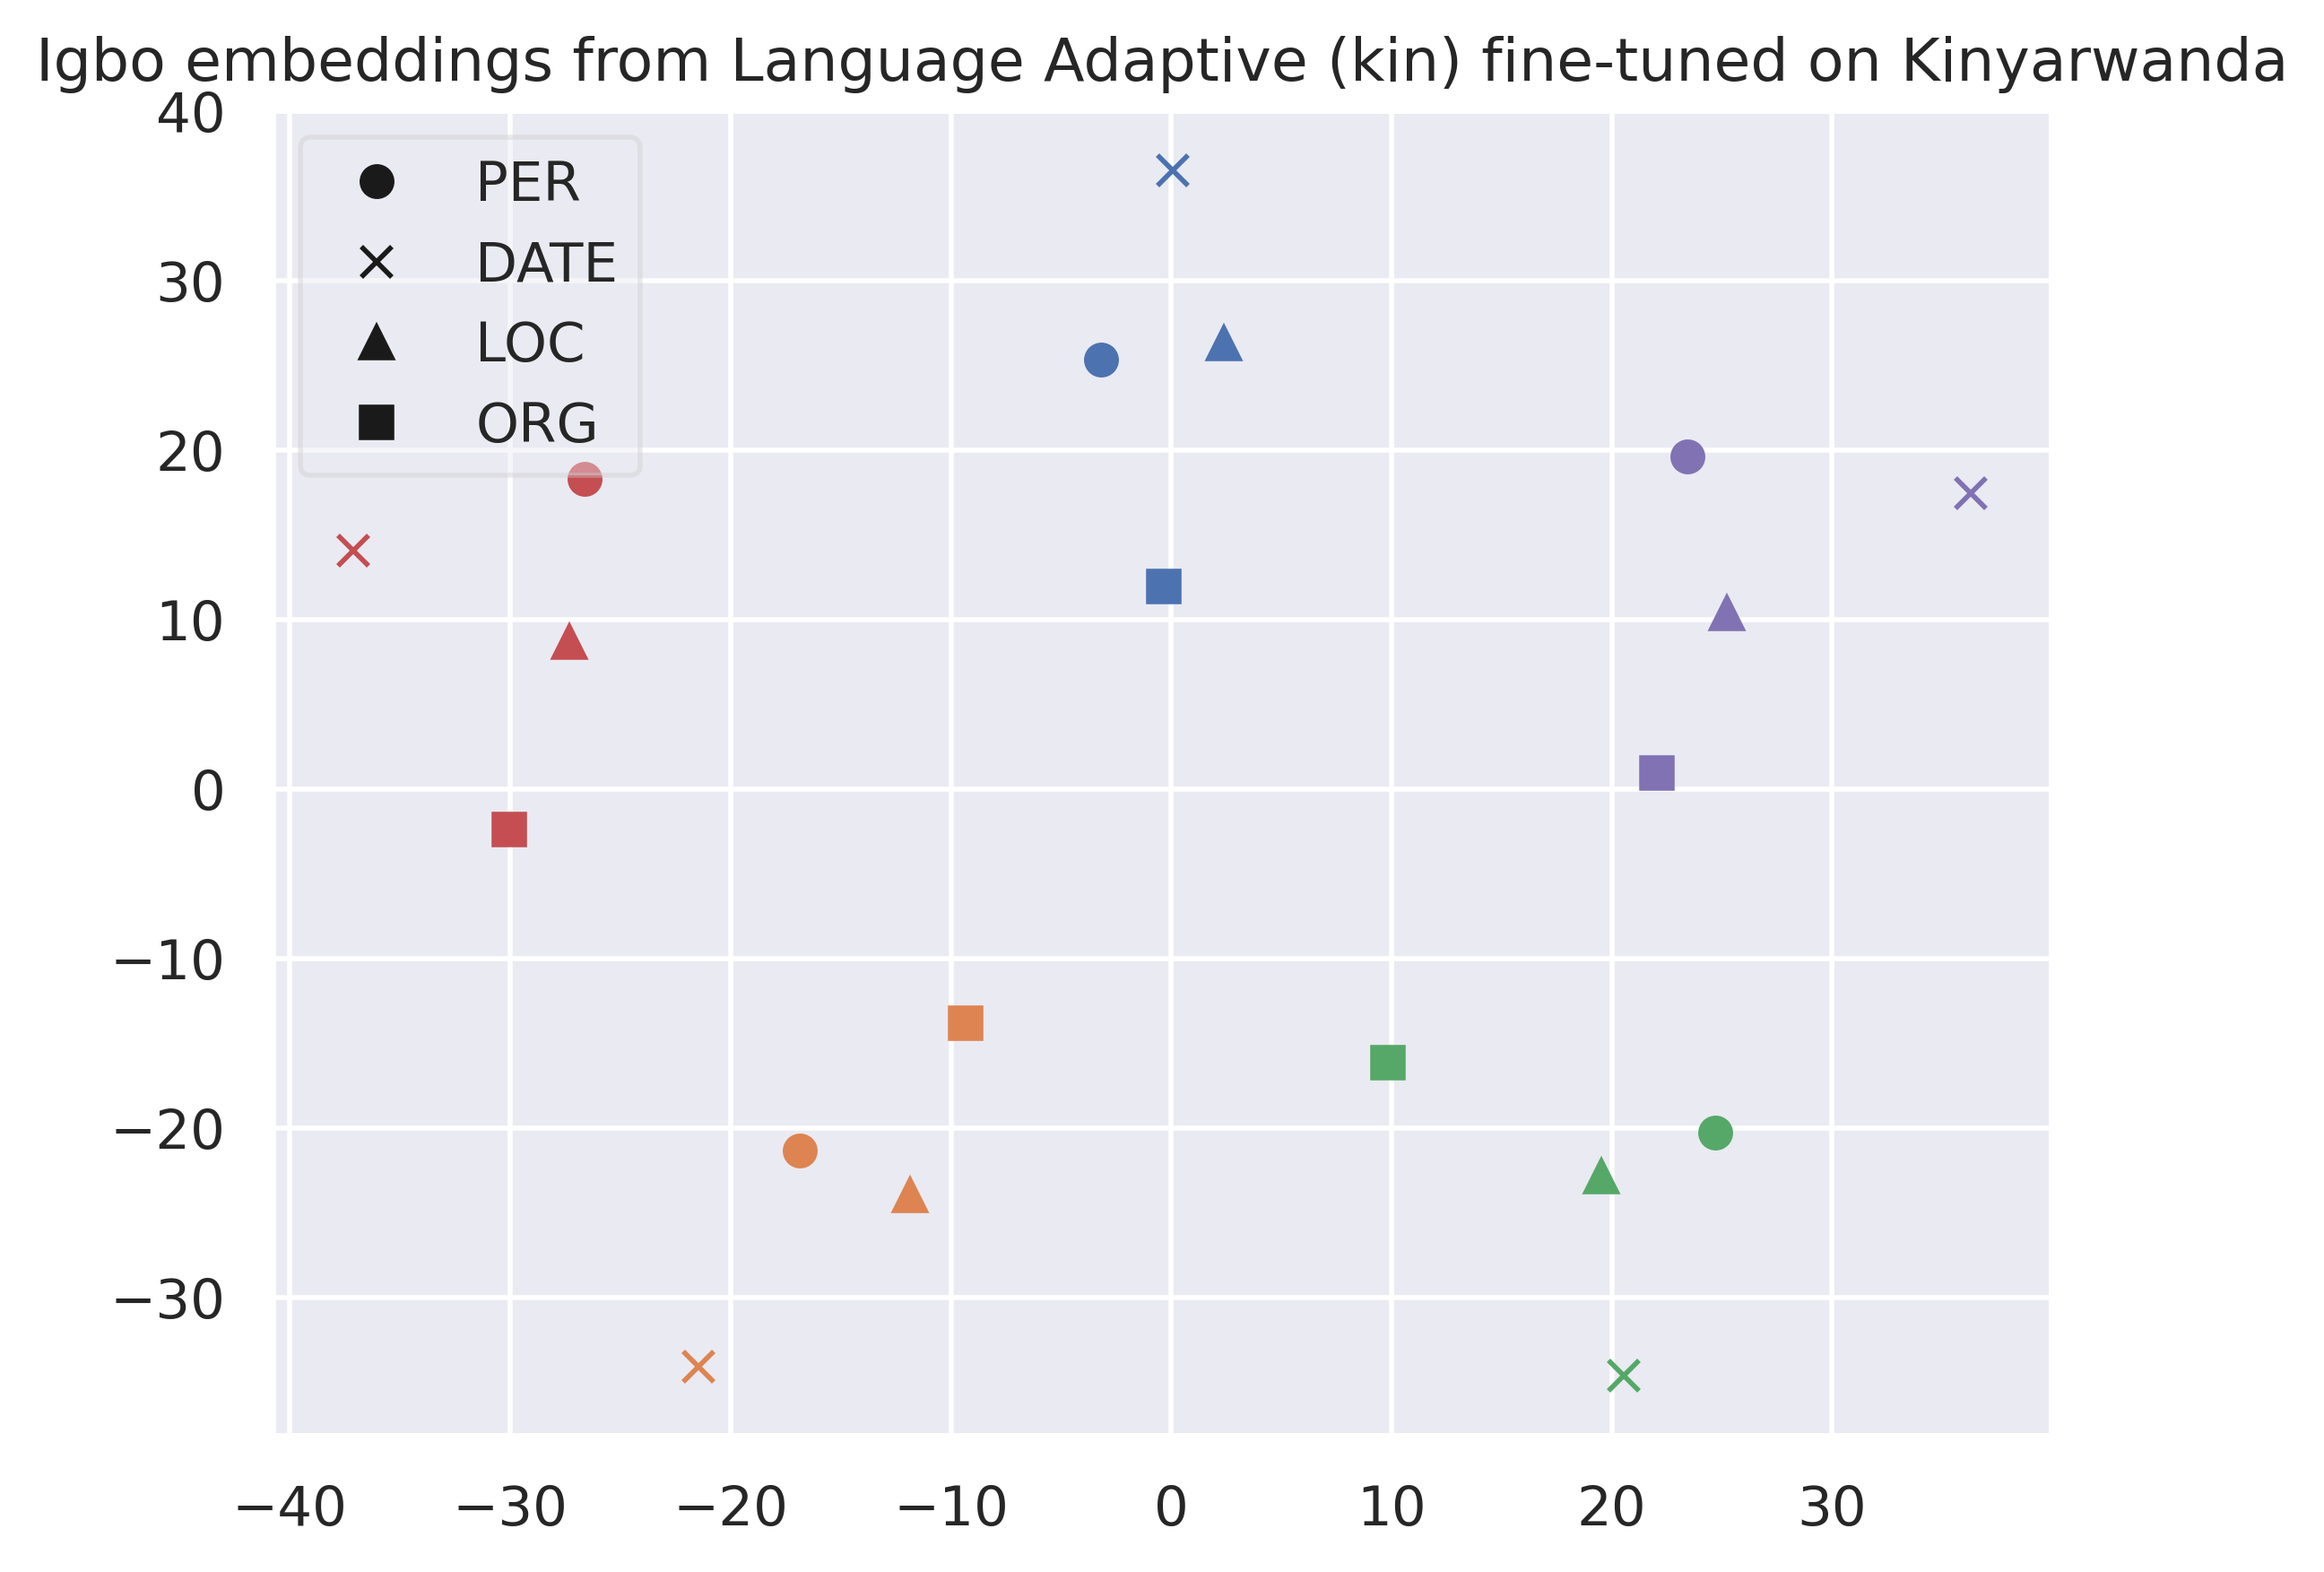 Igbo embeddings from Language Adaptive (kin) fine-tuned on Kinyarwanda
40
30
20
10
0
−10
−20
−30
PER
DATE
LOC
ORG
−40 −30 −20 −10 0 10 20 30